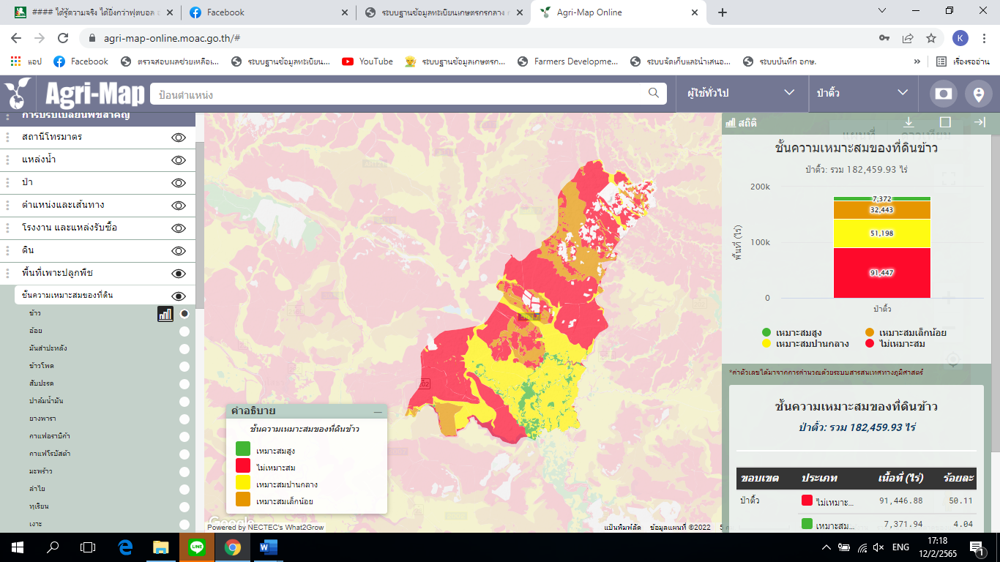 #### ได้รู้ความจริง ได้ยิ่งกว่าฟุตบอล
Facebook
ระบบฐานข้อมูลทะเบียนเกษตรกรกลาง
Agri-Map Online
agri-map-online.moac.go.th/#
K
แอป
Facebook
ตรวจสอบผลช่วยเหลือเ...
ระบบฐานข้อมูลทะเบียน...
YouTube
ระบบฐานข้อมูลเกษตรก...
Farmers Developme...
ระบบจัดเก็บและนำเสนอ...
ระบบบันทึก อกษ.
»
เรื่องรออ่าน
Agri-Map
ป้อนตำแหน่ง
ผู้ใช้ทั่วไป
ป่าติ้ว
การปรับเปลี่ยนพืชสำคัญ
สถานีโทรมาตร
แหล่งน้ำ
ป่า
ตำแหน่งและเส้นทาง
โรงงาน และแหล่งรับซื้อ
ดิน
พื้นที่เพาะปลูกพืช
ชั้นความเหมาะสมของที่ดิน
ข้าว
อ้อย
มันสำปะหลัง
ข้าวโพด
สับปะรด
ปาล์มน้ำมัน
ยางพารา
กาแฟอราบิก้า
กาแฟโรบัสต้า
มะพร้าว
ลำไย
ทุเรียน
เงาะ
คำอธิบาย
ชั้นความเหมาะสมของที่ดินข้าว
เหมาะสมสูง
ไม่เหมาะสม
เหมาะสมปานกลาง
เหมาะสมเล็กน้อย
Google
Powered by NECTEC's What2Grow
แป้นพิมพ์ลัด
ข้อมูลแผนที่ ©2022
สถิติ
แผนที่
ดาวเทียม
ชั้นความเหมาะสมของที่ดินข้าว
ป่าติ้ว: รวม 182,459.93 ไร่
พื้นที่ (ไร่)
200k
100k
0
7,372
32,443
51,198
91,447
ป่าติ้ว
เหมาะสมสูง
เหมาะสมเล็กน้อย
เหมาะสมปานกลาง
ไม่เหมาะสม
*ค่าตัวเลขได้มาจากการคำนวณด้วยระบบสารสนเทศทางภูมิศาสตร์
ชั้นความเหมาะสมของที่ดินข้าว
ป่าติ้ว: รวม 182,459.93 ไร่
ขอบเขต ประเภท เนื้อที่ (ไร่) ร้อยละ
ป่าติ้ว ไม่เหมาะ... 91,446.88 50.11
เหมาะสม... 7,371.94 4.04
LINE
ENG
17:18
12/2/2565
1